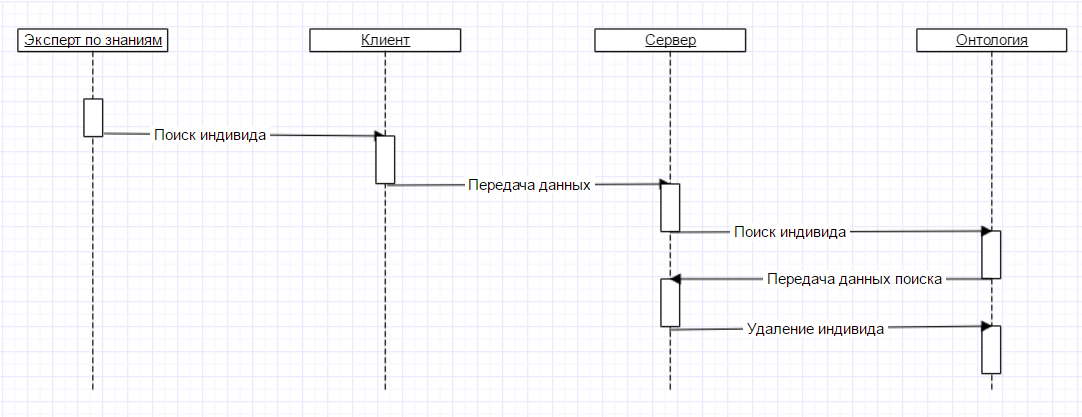 Эксперт по знаниям
Клиент
Сервер
Онтология
Поиск индивида
Передача данных
Поиск индивида
Передача данных поиска
Удаление индивида